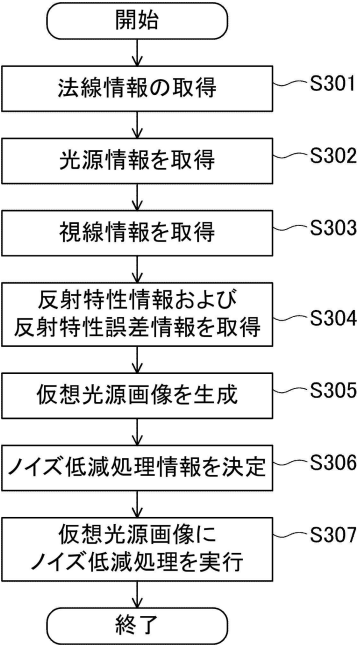 開始
法線情報の取得
S301
光源情報を取得
S302
視線情報を取得
S303
反射特性情報および
反射特性誤差情報を取得
S304
仮想光源画像を生成
S305
ノイズ低減処理情報を決定
S306
仮想光源画像に
ノイズ低減処理を実行
S307
終了